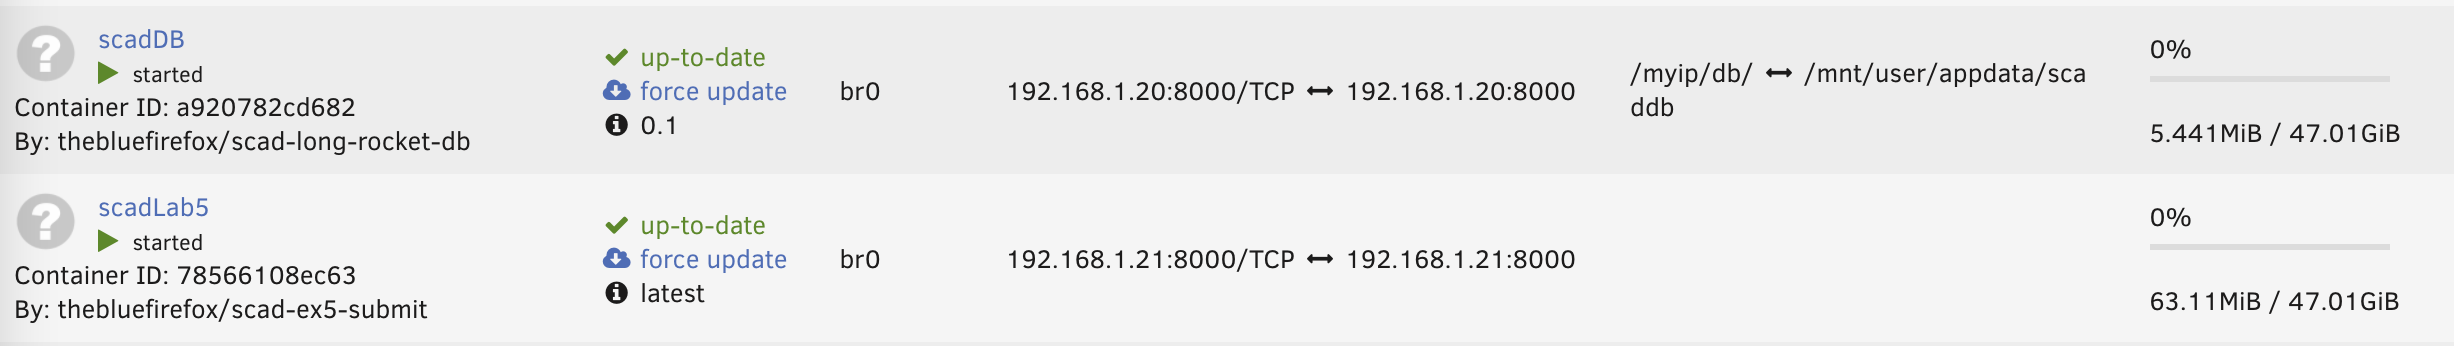 scadDB
started
Container ID: a920782cd682
By: thebluefirefox/scad-long-rocket-db
up-to-date
force update
0.1
br0
192.168.1.20:8000/TCP ↔ 192.168.1.20:8000
/myip/db/ ↔ /mnt/user/appdata/sca
ddb
0%
5.441MiB / 47.01GiB
scadLab5
started
Container ID: 78566108ec63
By: thebluefirefox/scad-ex5-submit
up-to-date
force update
latest
br0
192.168.1.21:8000/TCP ↔ 192.168.1.21:8000
0%
63.11MiB / 47.01GiB